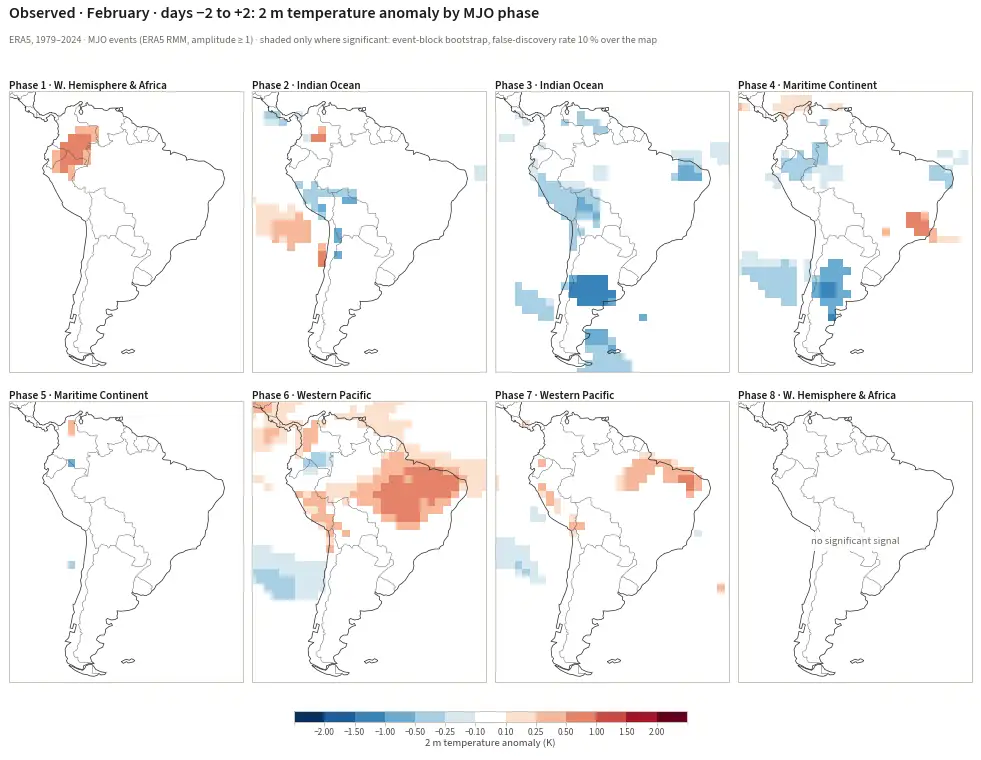 Observed · February · days −2 to +2: 2 m temperature anomaly by MJO phase
ERA5, 1979–2024 · MJO events (ERA5 RMM, amplitude ≥ 1) · shaded only where significant: event-block bootstrap, false-discovery rate 10 % over the map
Phase 1 · W. Hemisphere & Africa
Phase 2 · Indian Ocean
Phase 3 · Indian Ocean
Phase 4 · Maritime Continent
Phase 5 · Maritime Continent
Phase 6 · Western Pacific
Phase 7 · Western Pacific
Phase 8 · W. Hemisphere & Africa
no significant signal
−2.00 −1.50 −1.00 −0.50 −0.25 −0.10 0.10 0.25 0.50 1.00 1.50 2.00
2 m temperature anomaly (K)